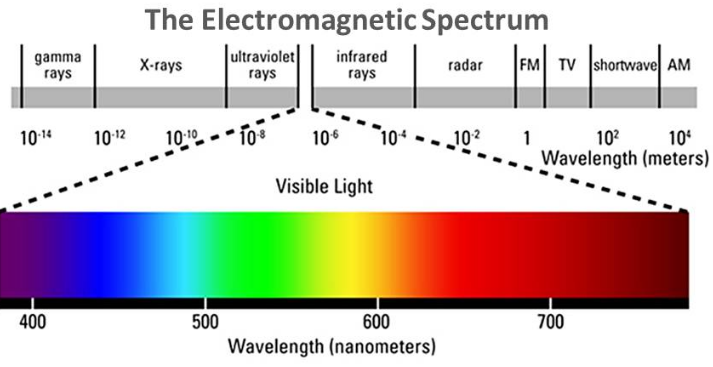 The Electromagnetic Spectrum
gamma rays X-rays ultraviolet rays infrared rays radar FM TV shortwave AM
10⁻¹⁴ 10⁻¹² 10⁻¹⁰ 10⁻⁸ 10⁻⁶ 10⁻⁴ 10⁻² 1 10² 10⁴
Wavelength (meters)
Visible Light
400 500 600 700
Wavelength (nanometers)